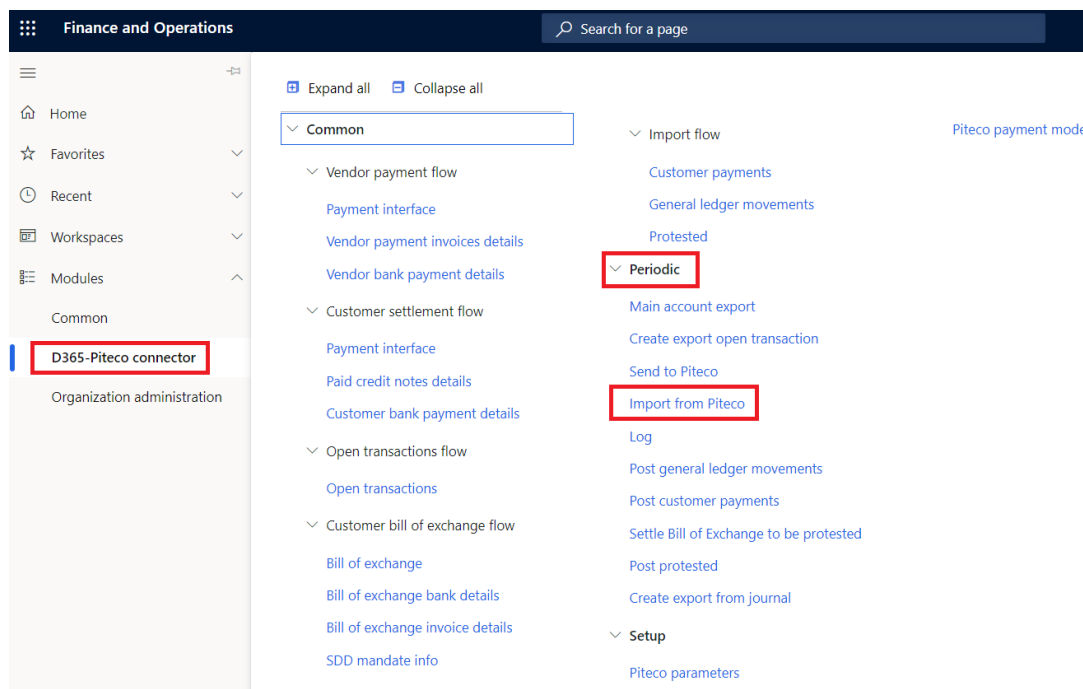 Finance and Operations
Search for a page
Home
Favorites
Recent
Workspaces
Modules
Common
D365-Piteco connector
Organization administration
Expand all
Collapse all
Common
Vendor payment flow
Payment interface
Vendor payment invoices details
Vendor bank payment details
Customer settlement flow
Payment interface
Paid credit notes details
Customer bank payment details
Open transactions flow
Open transactions
Customer bill of exchange flow
Bill of exchange
Bill of exchange bank details
Bill of exchange invoice details
SDD mandate info
Import flow
Customer payments
General ledger movements
Protested
Periodic
Main account export
Create export open transaction
Send to Piteco
Import from Piteco
Log
Post general ledger movements
Post customer payments
Settle Bill of Exchange to be protested
Post protested
Create export from journal
Setup
Piteco parameters
Piteco payment mode